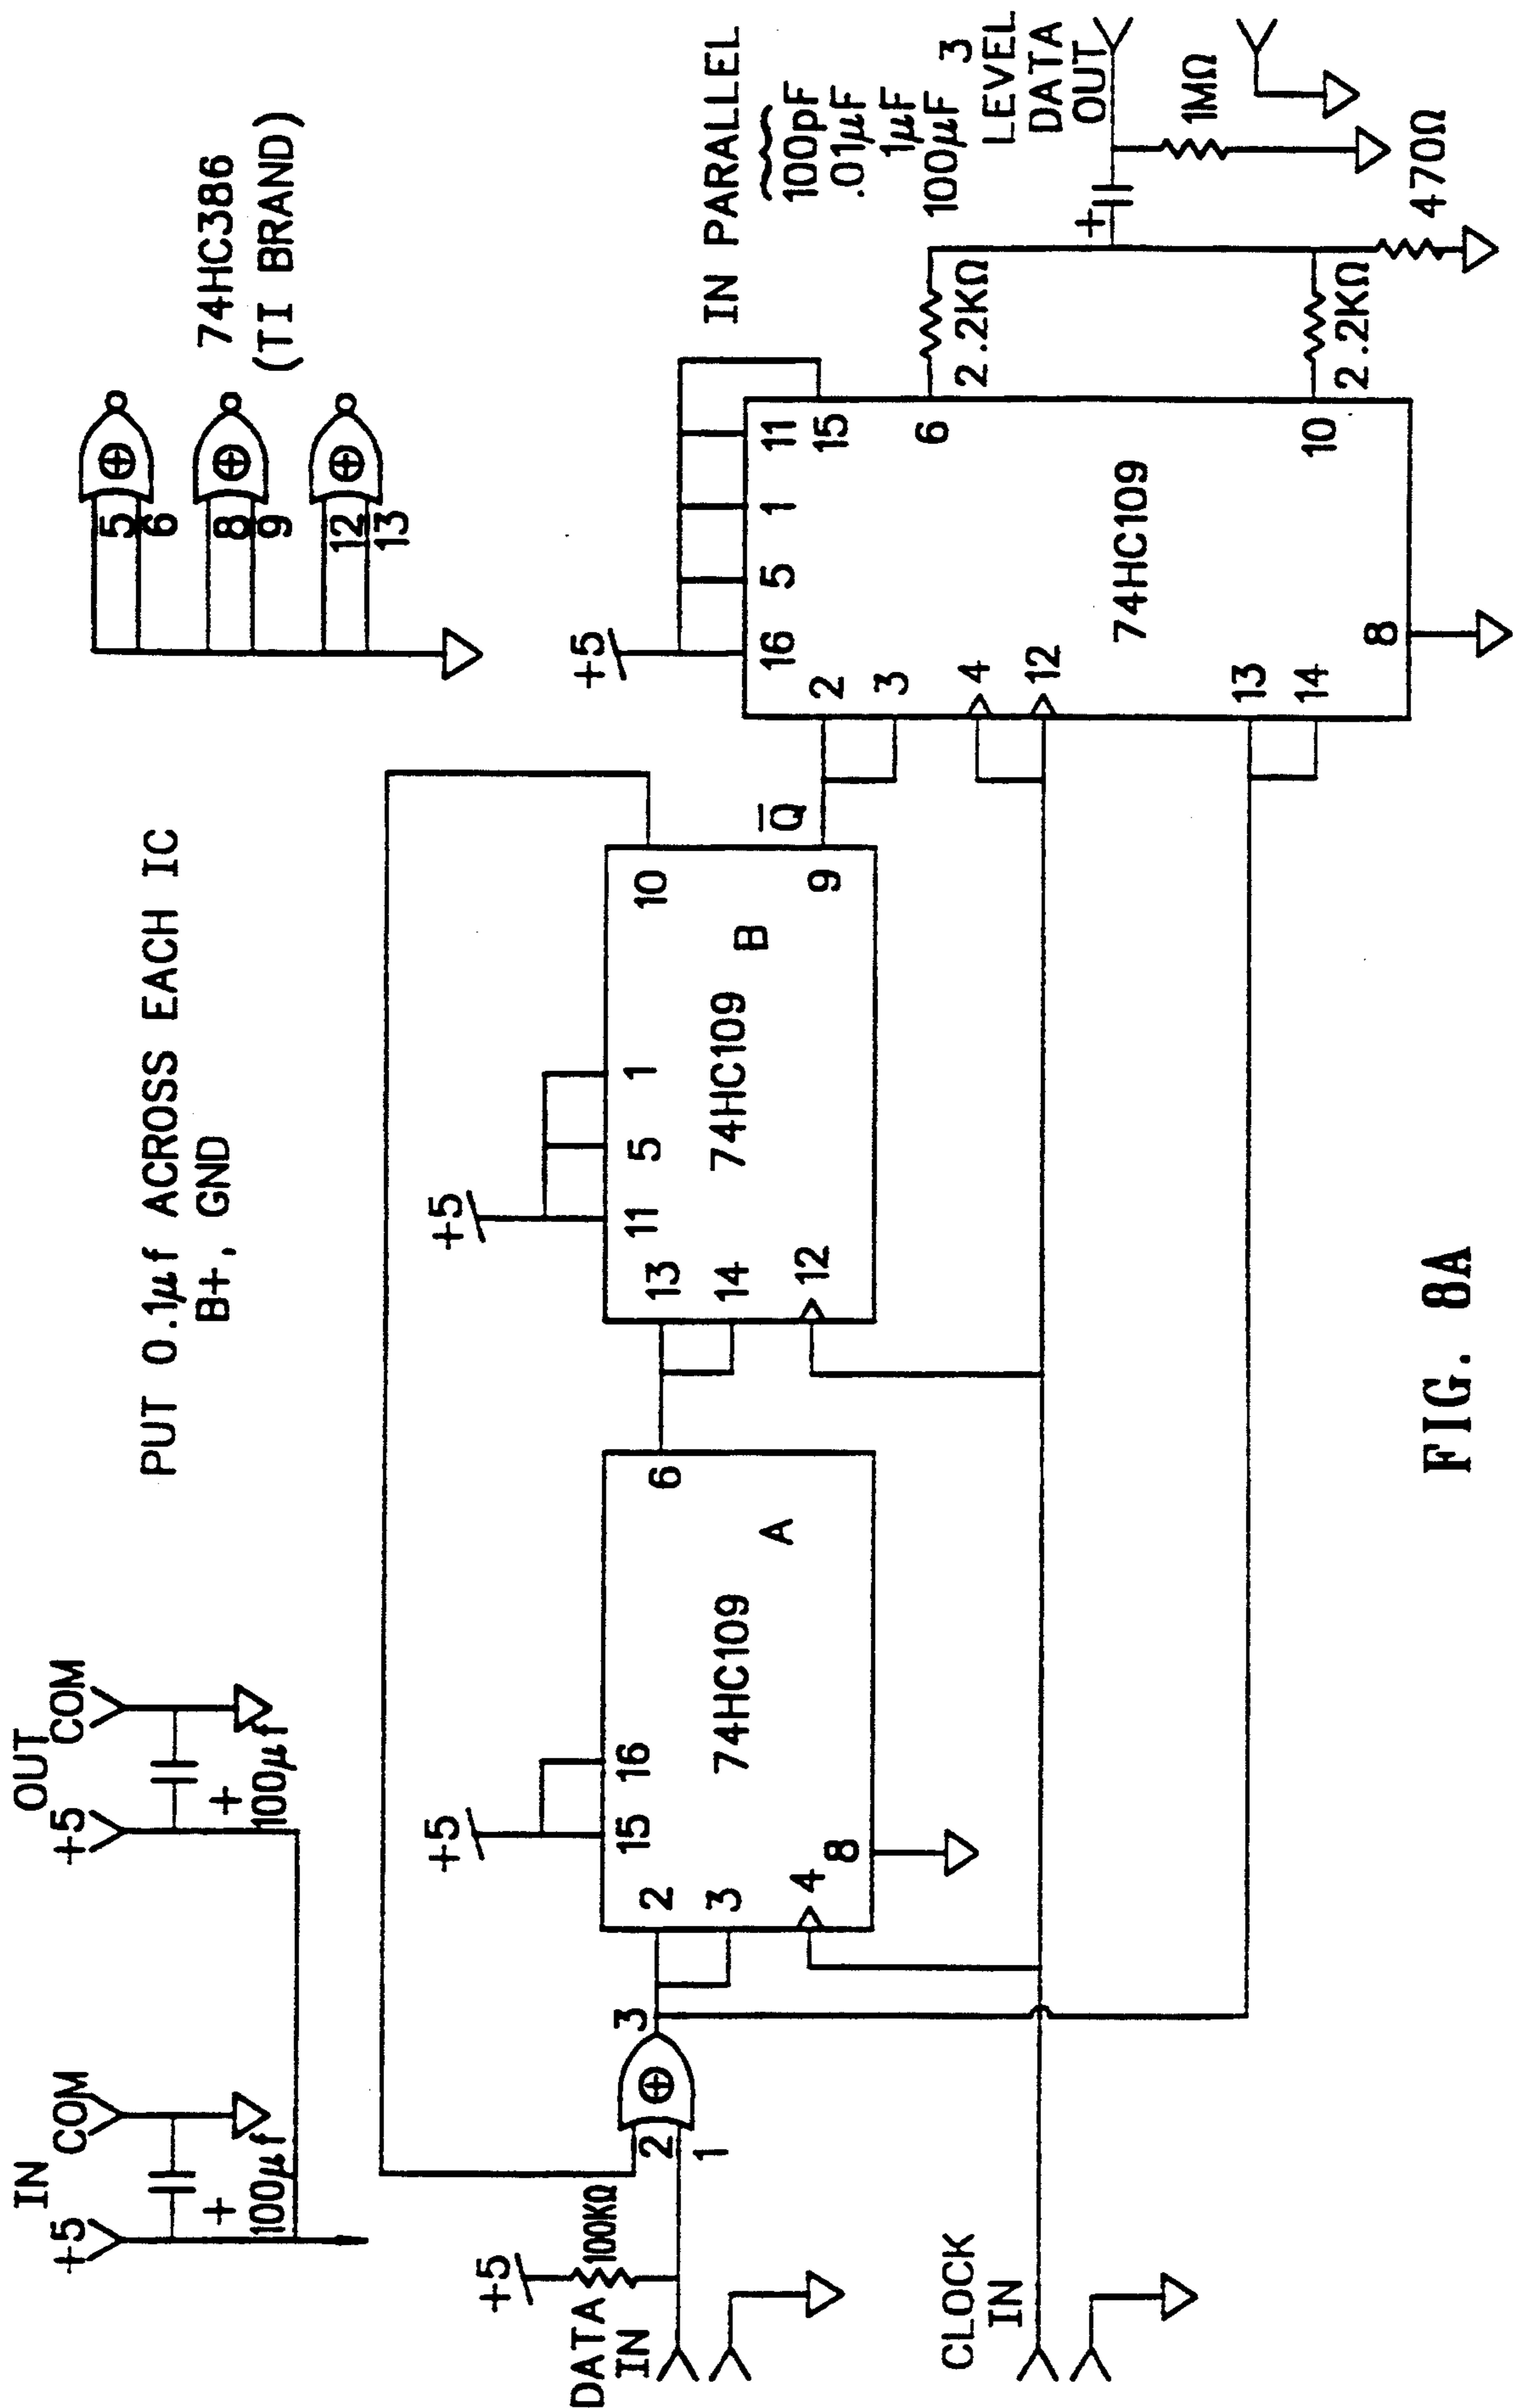 IN
OUT
+5
COM
+5
COM
+
100μf
+
100μf
PUT 0.1μf ACROSS EACH IC
B+, GND
5
6
8
9
12
13
74HC386
(TI BRAND)
+5
100KΩ
DATA
IN
2
1
3
+5
15
16
2
3
4
8
6
74HC109
A
+5
11
5
1
13
14
12
10
9
74HC109
B
Q̅
+5
16
5
1
11
15
2
3
4
12
13
14
8
6
10
74HC109
2.2KΩ
2.2KΩ
IN PARALLEL
100pF
.01μF
1μF
100μF
+
3
LEVEL
DATA
OUT
1MΩ
470Ω
CLOCK
IN
FIG. 8A